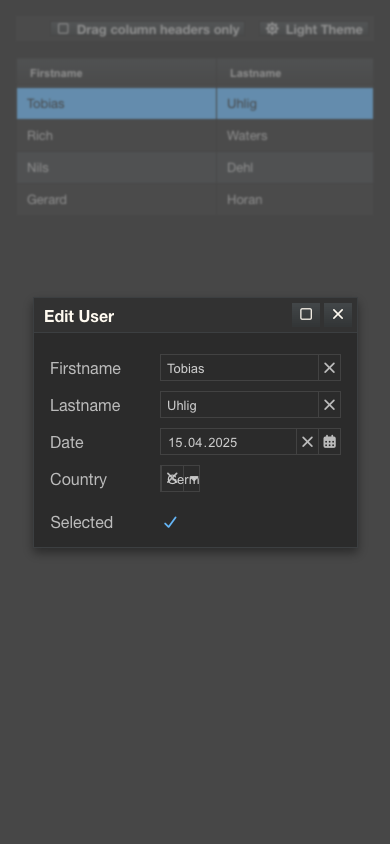 Drag column headers only Light Theme
Firstname Lastname
Tobias Uhlig
Rich Waters
Nils Dehl
Gerard Horan
Edit User
Firstname Tobias
Lastname Uhlig
Date 15.04.2025
Country Germ
Selected